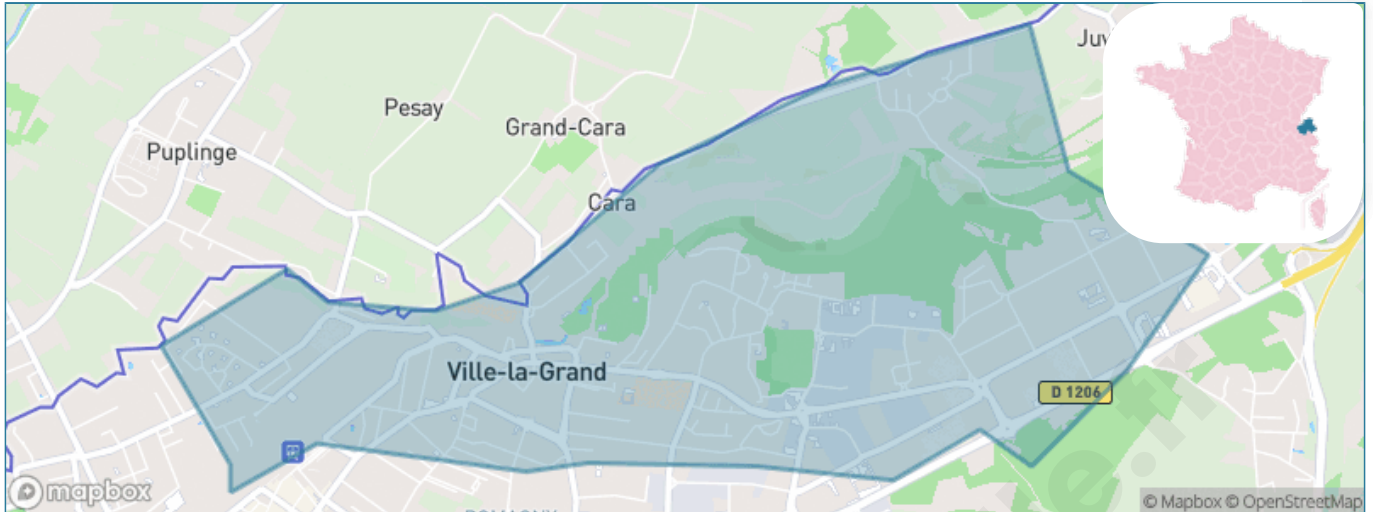 Juv
Pesay
Grand-Cara
Puplinge
Cara
Ville-la-Grand
D 1206
mapbox
© Mapbox © OpenStreetMap